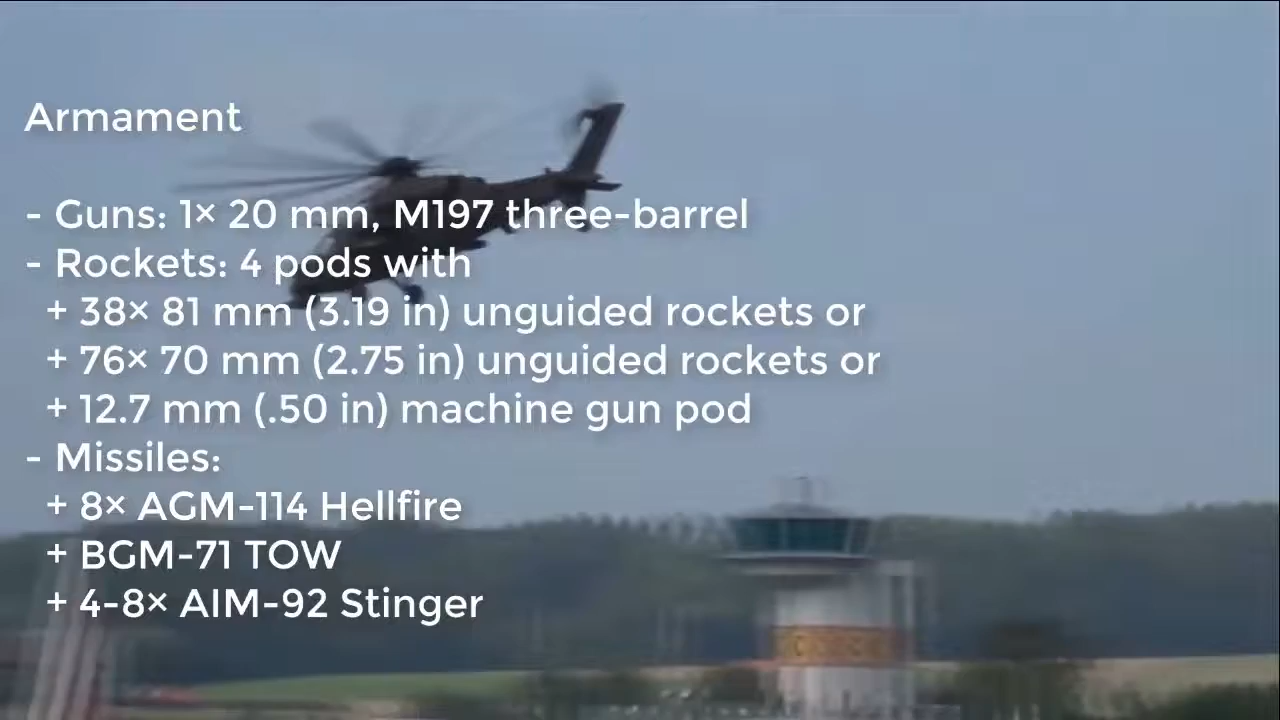 Armament
- Guns: 1× 20 mm, M197 three-barrel
- Rockets: 4 pods with
+ 38× 81 mm (3.19 in) unguided rockets or
+ 76× 70 mm (2.75 in) unguided rockets or
+ 12.7 mm (.50 in) machine gun pod
- Missiles:
+ 8× AGM-114 Hellfire
+ BGM-71 TOW
+ 4-8× AIM-92 Stinger